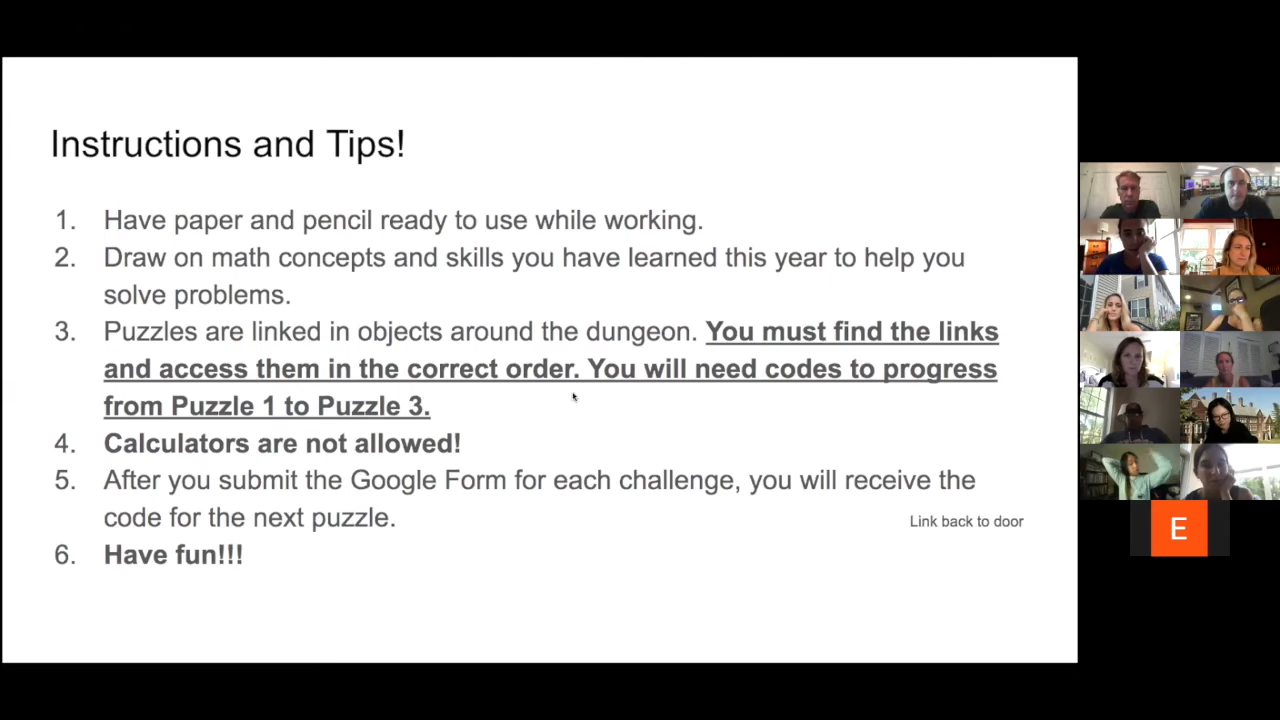 Instructions and Tips!
1. Have paper and pencil ready to use while working.
2. Draw on math concepts and skills you have learned this year to help you
solve problems.
3. Puzzles are linked in objects around the dungeon. You must find the links
and access them in the correct order. You will need codes to progress
from Puzzle 1 to Puzzle 3.
4. Calculators are not allowed!
5. After you submit the Google Form for each challenge, you will receive the
code for the next puzzle.
Link back to door
6. Have fun!!!
E